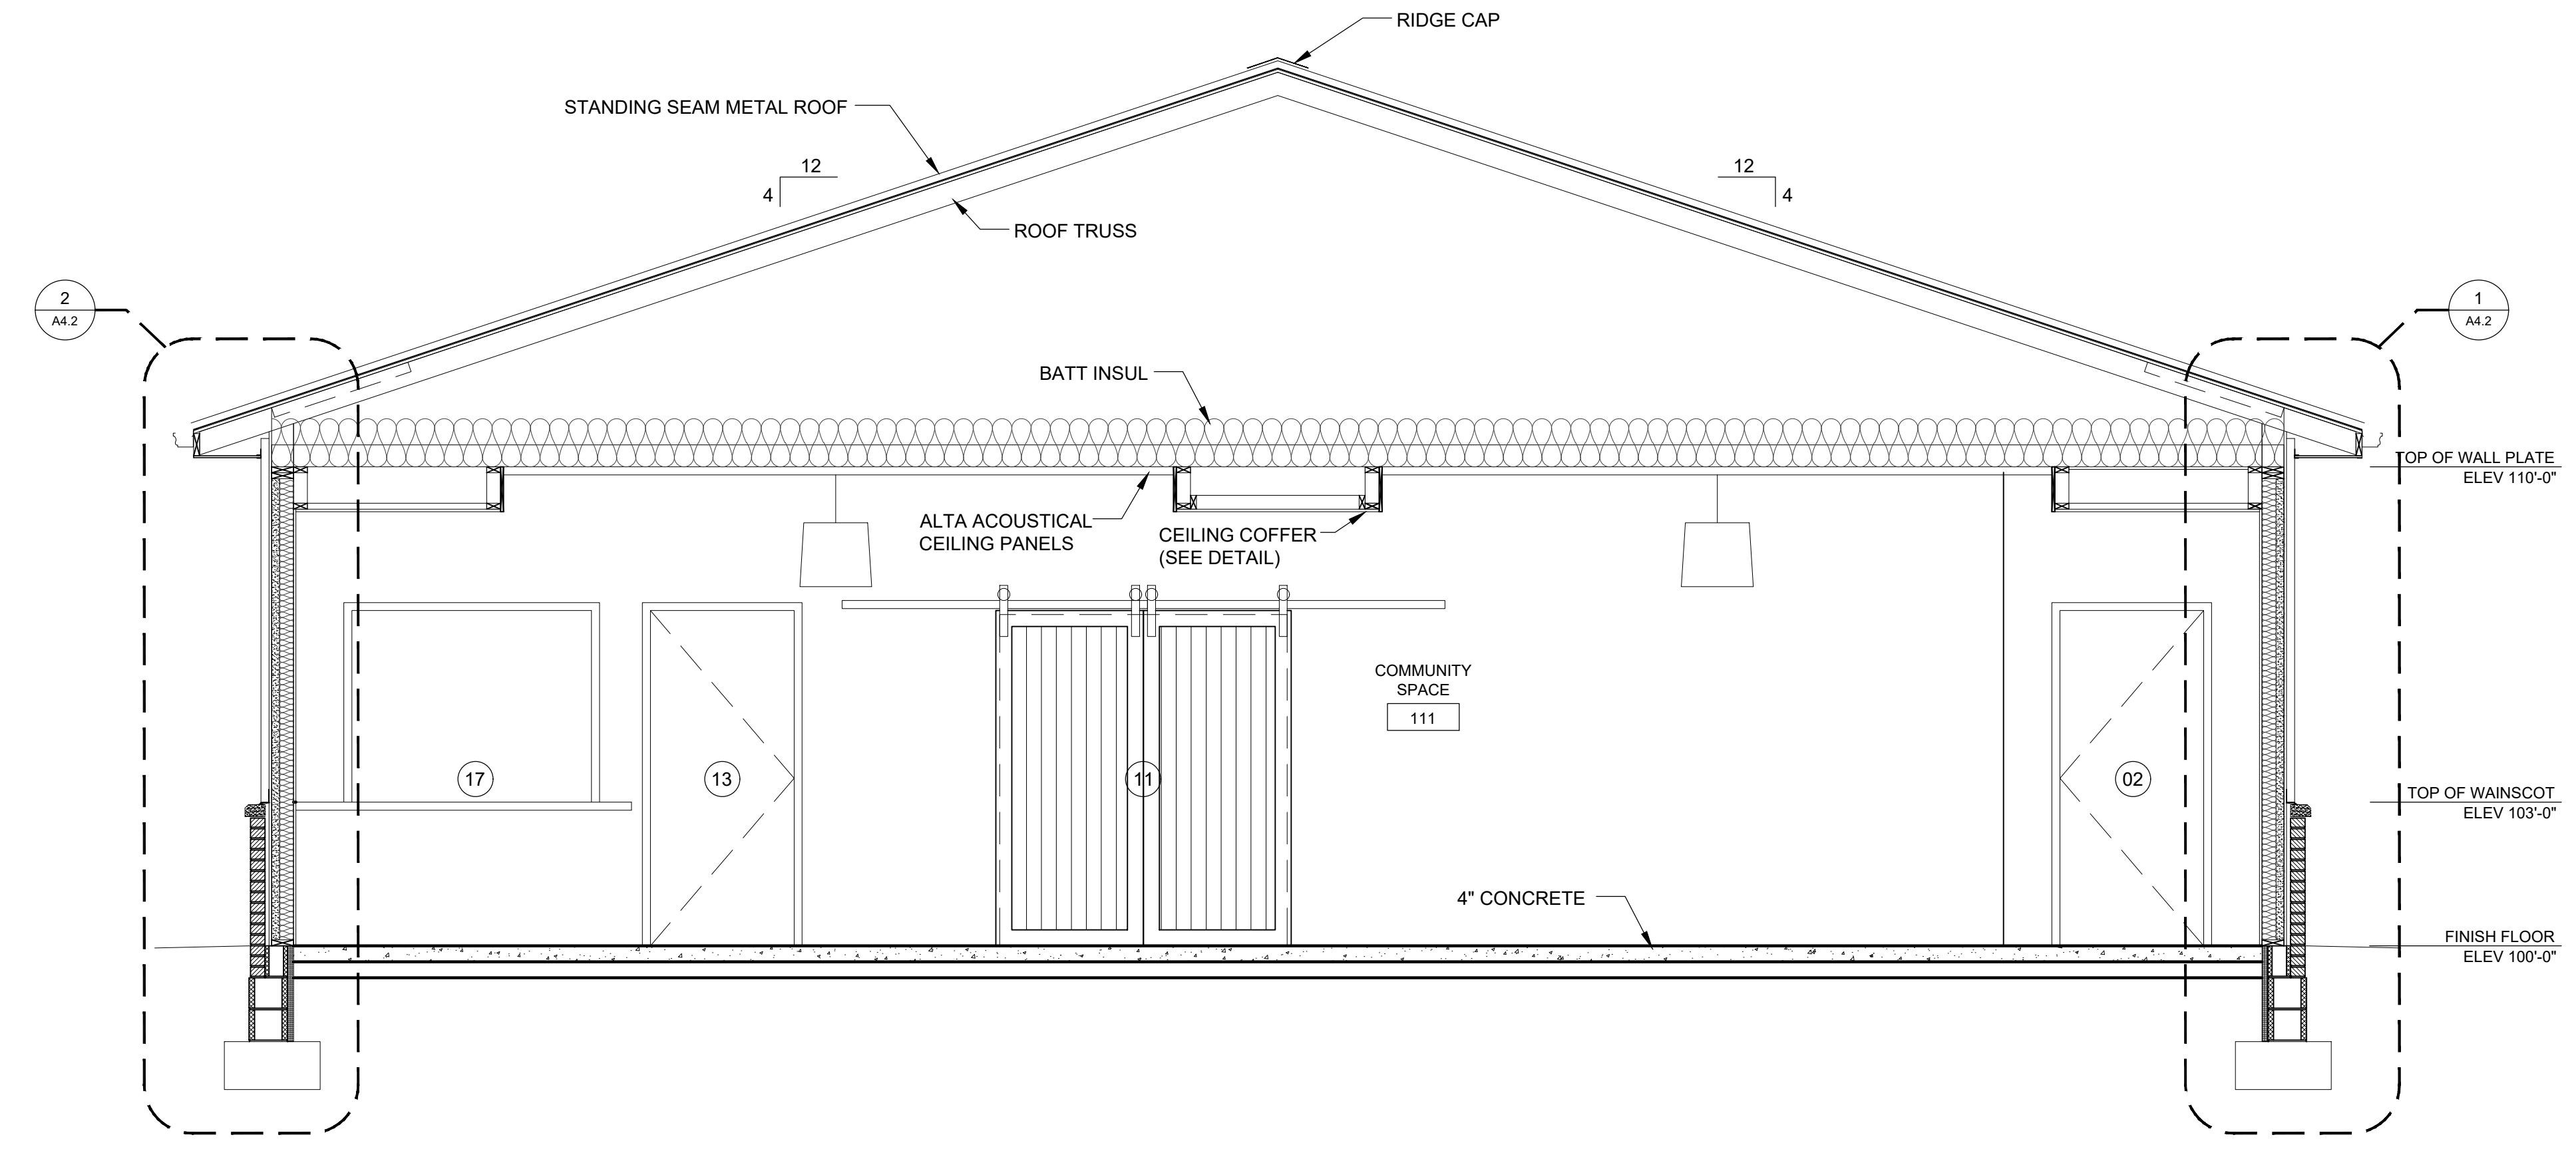 RIDGE CAP
STANDING SEAM METAL ROOF
12
4
12
4
ROOF TRUSS
2
A4.2
1
A4.2
BATT INSUL
TOP OF WALL PLATE
ELEV 110'-0"
ALTA ACOUSTICAL
CEILING PANELS
CEILING COFFER
(SEE DETAIL)
COMMUNITY
SPACE
111
17
13
11
02
TOP OF WAINSCOT
ELEV 103'-0"
4" CONCRETE
FINISH FLOOR
ELEV 100'-0"